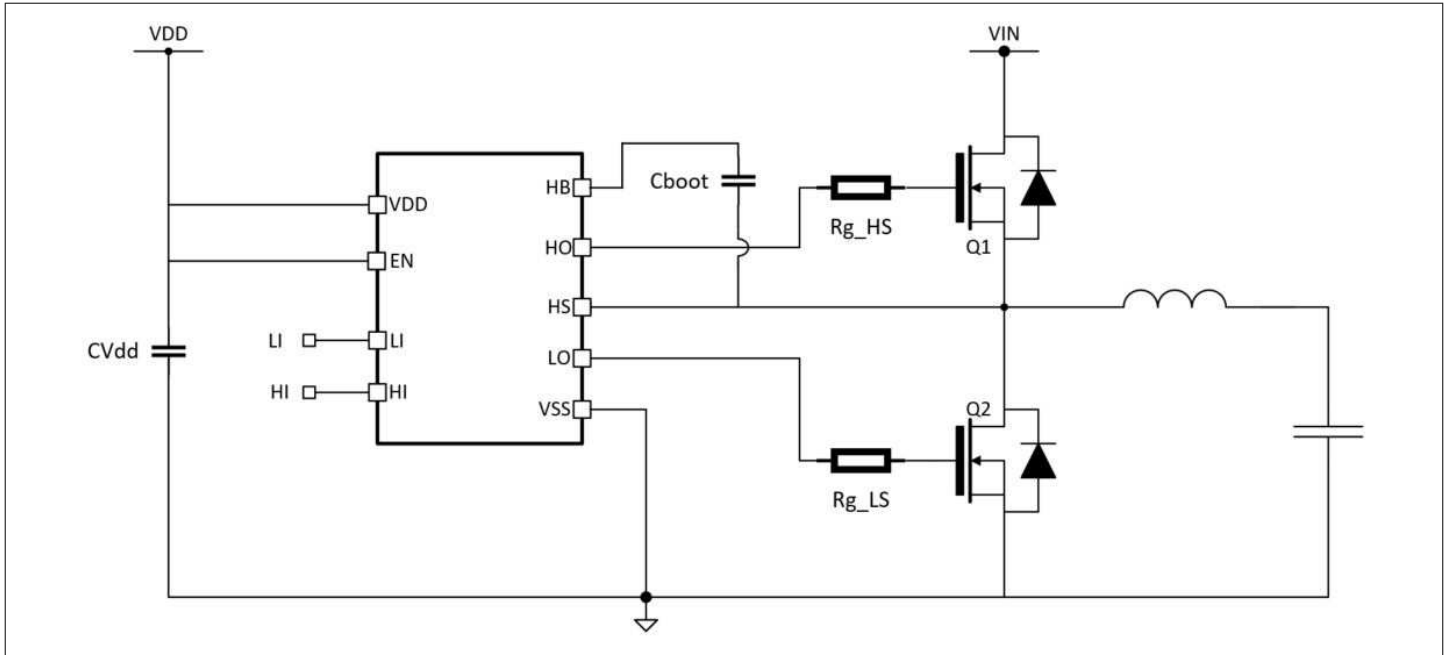 VDD
VIN
HB
Cboot
VDD
Rg_HS
HO
Q1
EN
HS
LI
LI
LO
CVdd
HI
HI
VSS
Q2
Rg_LS